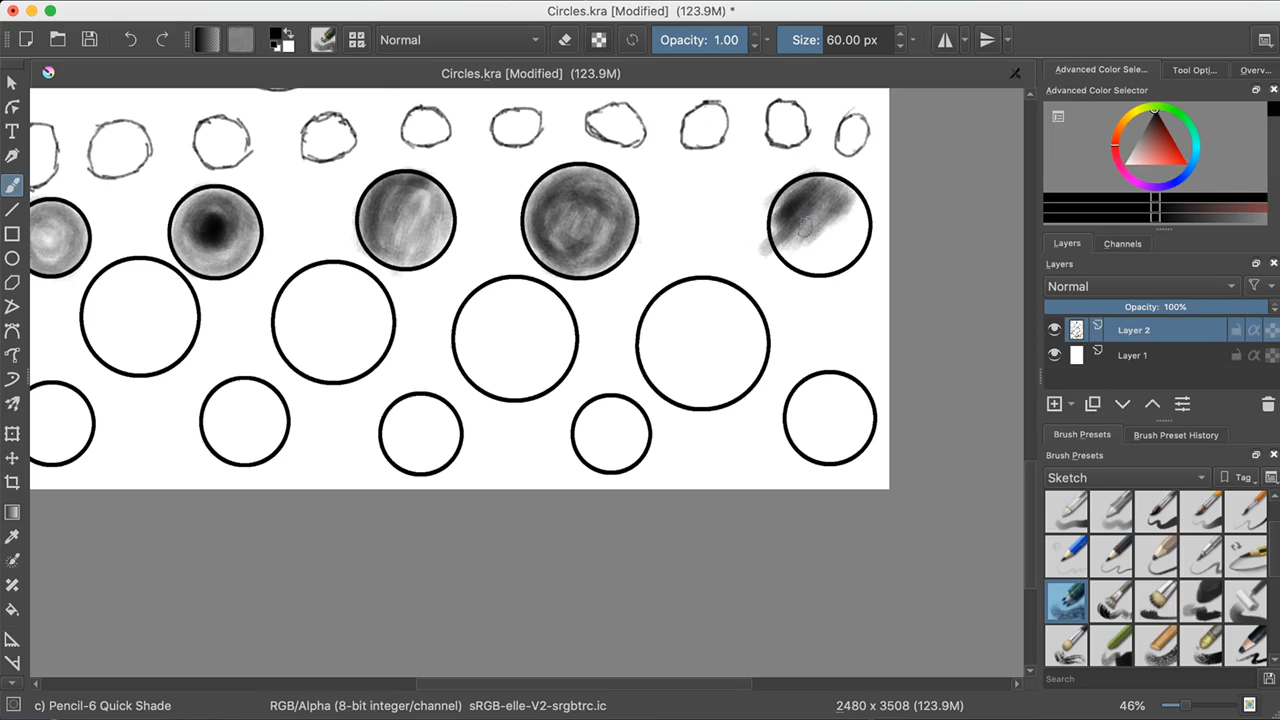 Circles.kra [Modified] (123.9M) *
Normal
Opacity: 1.00
Size: 60.00 px
Circles.kra [Modified] (123.9M)
Advanced Color Sele...
Tool Opti...
Overv...
Advanced Color Selector
Layers
Channels
Layers
Normal
Opacity: 100%
Layer 2
Layer 1
Brush Presets
Brush Preset History
Brush Presets
Sketch
Tag
Search
c) Pencil-6 Quick Shade
RGB/Alpha (8-bit integer/channel) sRGB-elle-V2-srgbtrc.icc
2480 x 3508 (123.9M)
46%